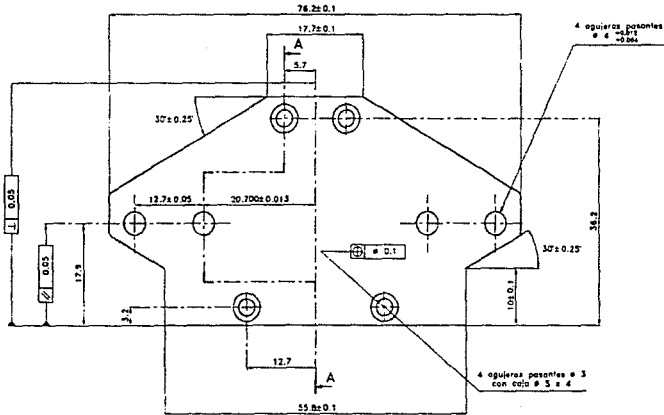 76.2± 0.1
17.7± 0.1
A
5.7
4 agujeros pasantes
ø 4 +0.012
+0.004
30°± 0.25°
⊥ 0.05
12.7± 0.05
20.700± 0.013
36.2
⌖ ø 0.1
30°± 0.25°
// 0.05
17.9
10± 0.1
3.2
12.7
A
4 agujeros pasantes ø 3
con caja ø 5 x 4
55.8± 0.1